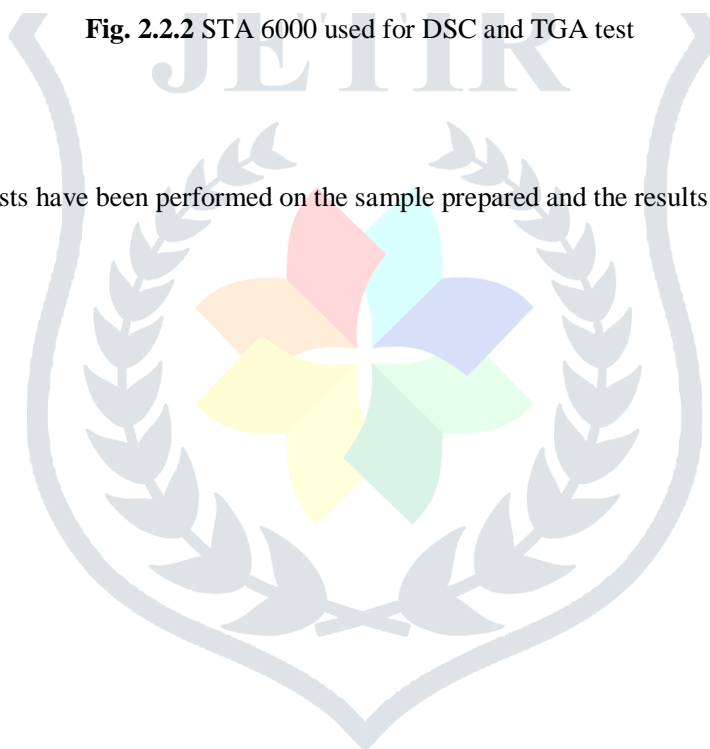 Fig. 2.2.2 STA 6000 used for DSC and TGA test
JETIR
sts have been performed on the sample prepared and the results